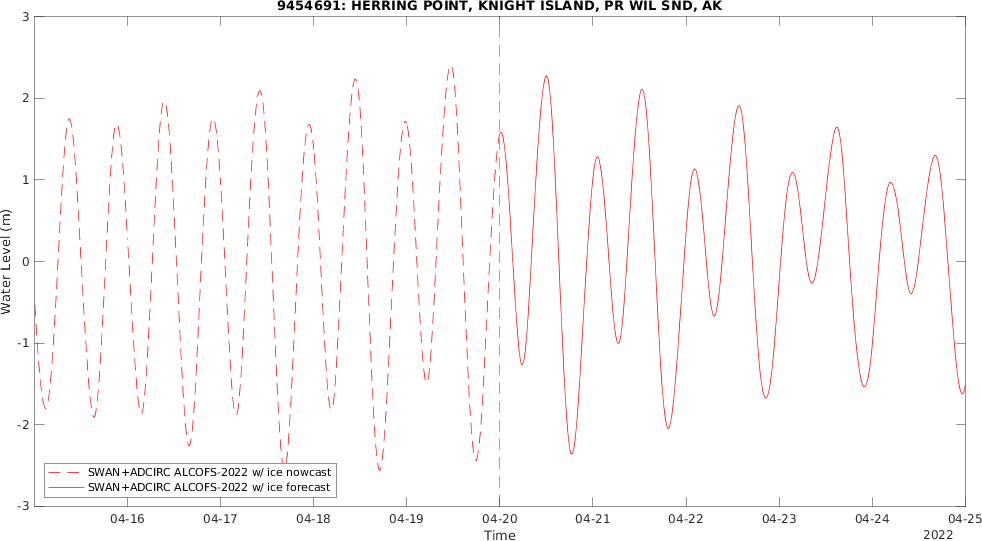 9454691: HERRING POINT, KNIGHT ISLAND, PR WIL SND, AK
3
2
1
0
-1
-2
-3
Water Level (m)
SWAN+ADCIRC ALCOFS-2022 w/ ice nowcast
SWAN+ADCIRC ALCOFS-2022 w/ ice forecast
04-16 04-17 04-18 04-19 04-20 04-21 04-22 04-23 04-24 04-25
Time
2022